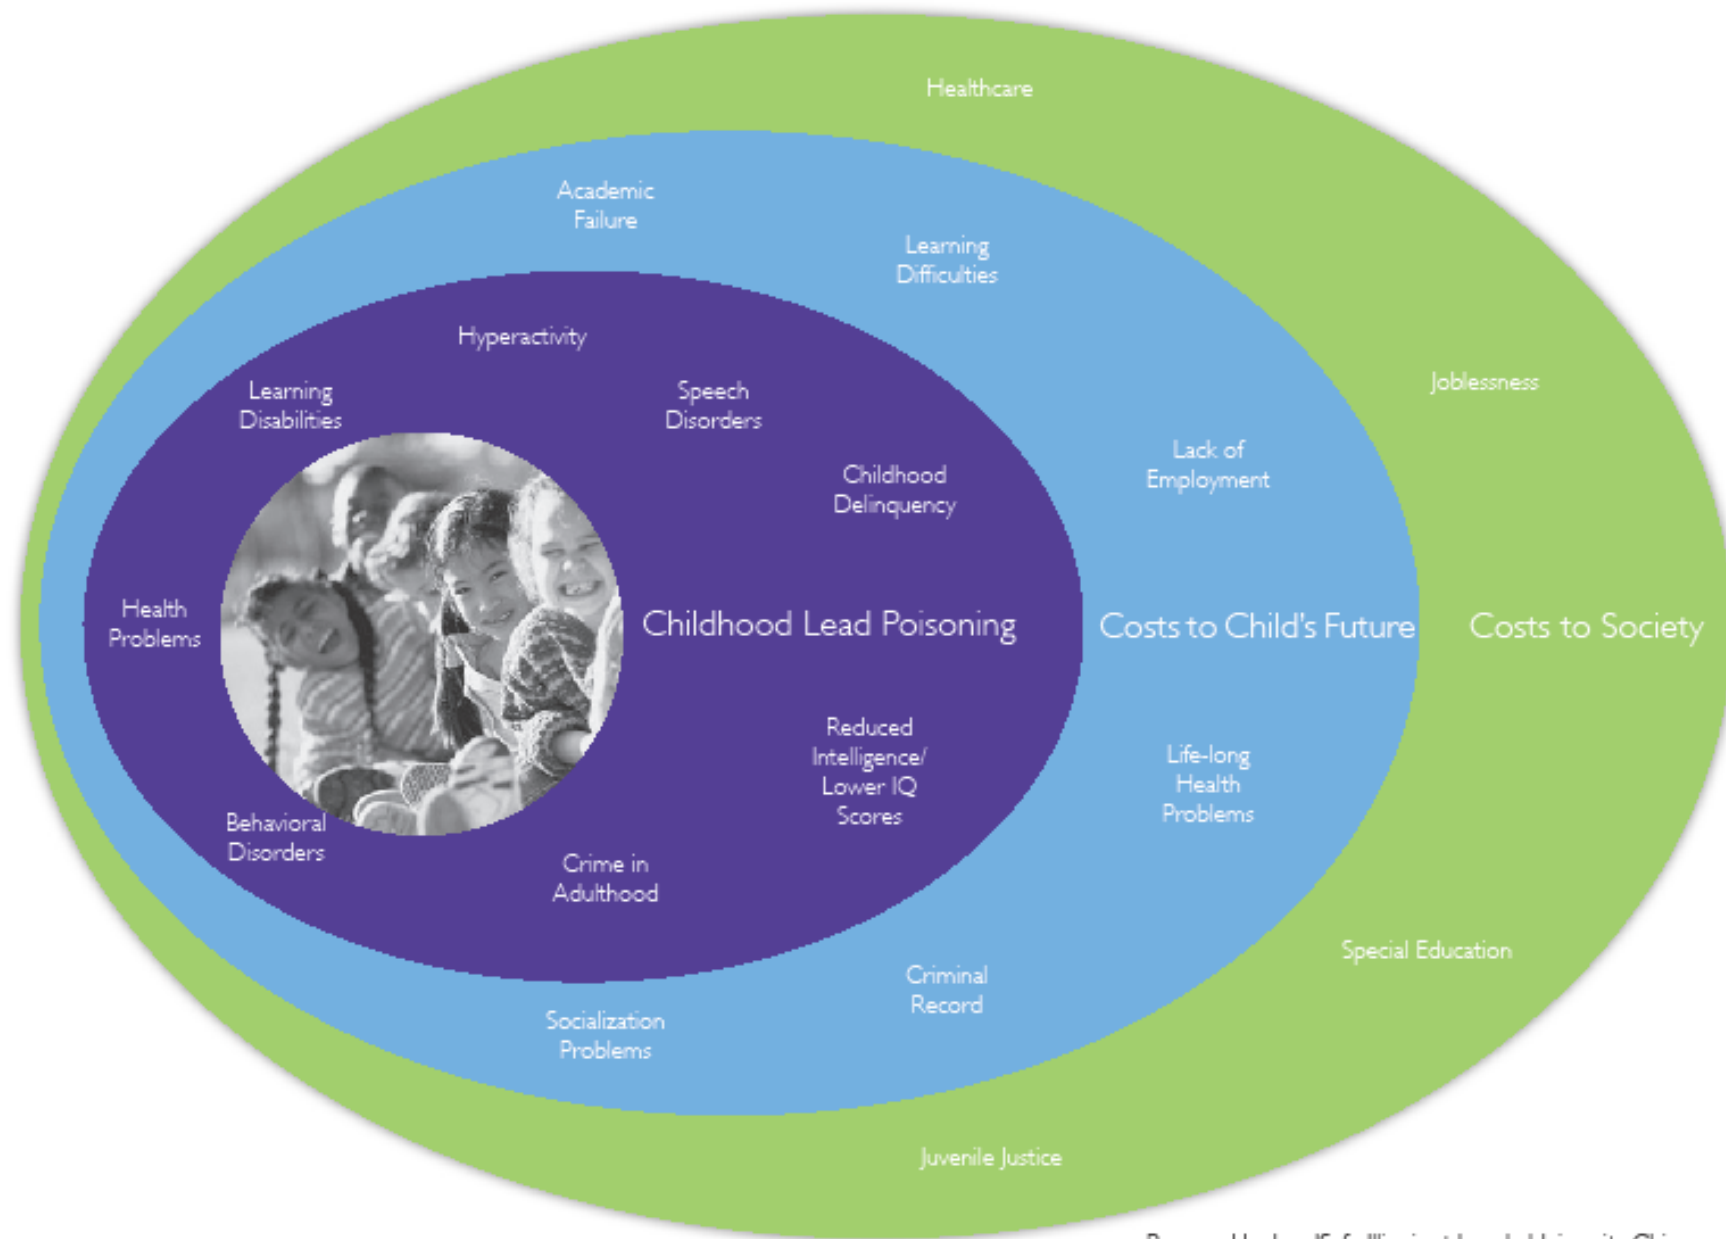 Healthcare
Academic
Failure
Learning
Difficulties
Hyperactivity
Learning
Disabilities
Speech
Disorders
Joblessness
Lack of
Employment
Childhood
Delinquency
Health
Problems
Childhood Lead Poisoning
Costs to Child's Future
Costs to Society
Reduced
Intelligence/
Lower IQ
Scores
Life-long
Health
Problems
Behavioral
Disorders
Crime in
Adulthood
Special Education
Criminal
Record
Socialization
Problems
Juvenile Justice